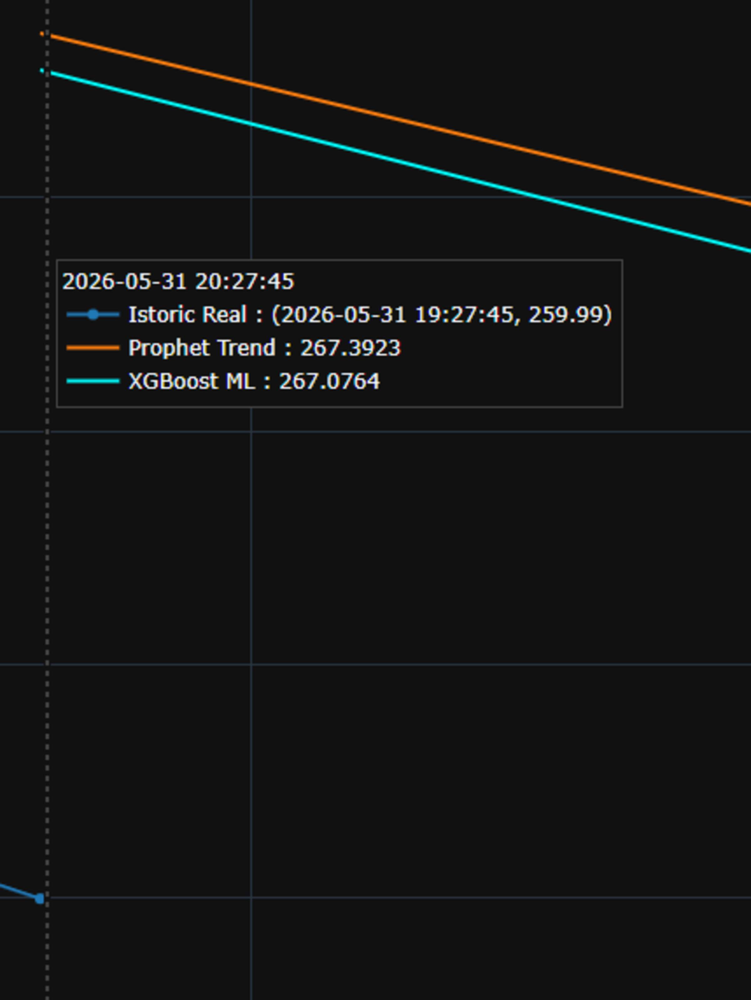 2026-05-31 20:27:45
Istoric Real : (2026-05-31 19:27:45, 259.99)
Prophet Trend : 267.3923
XGBoost ML : 267.0764